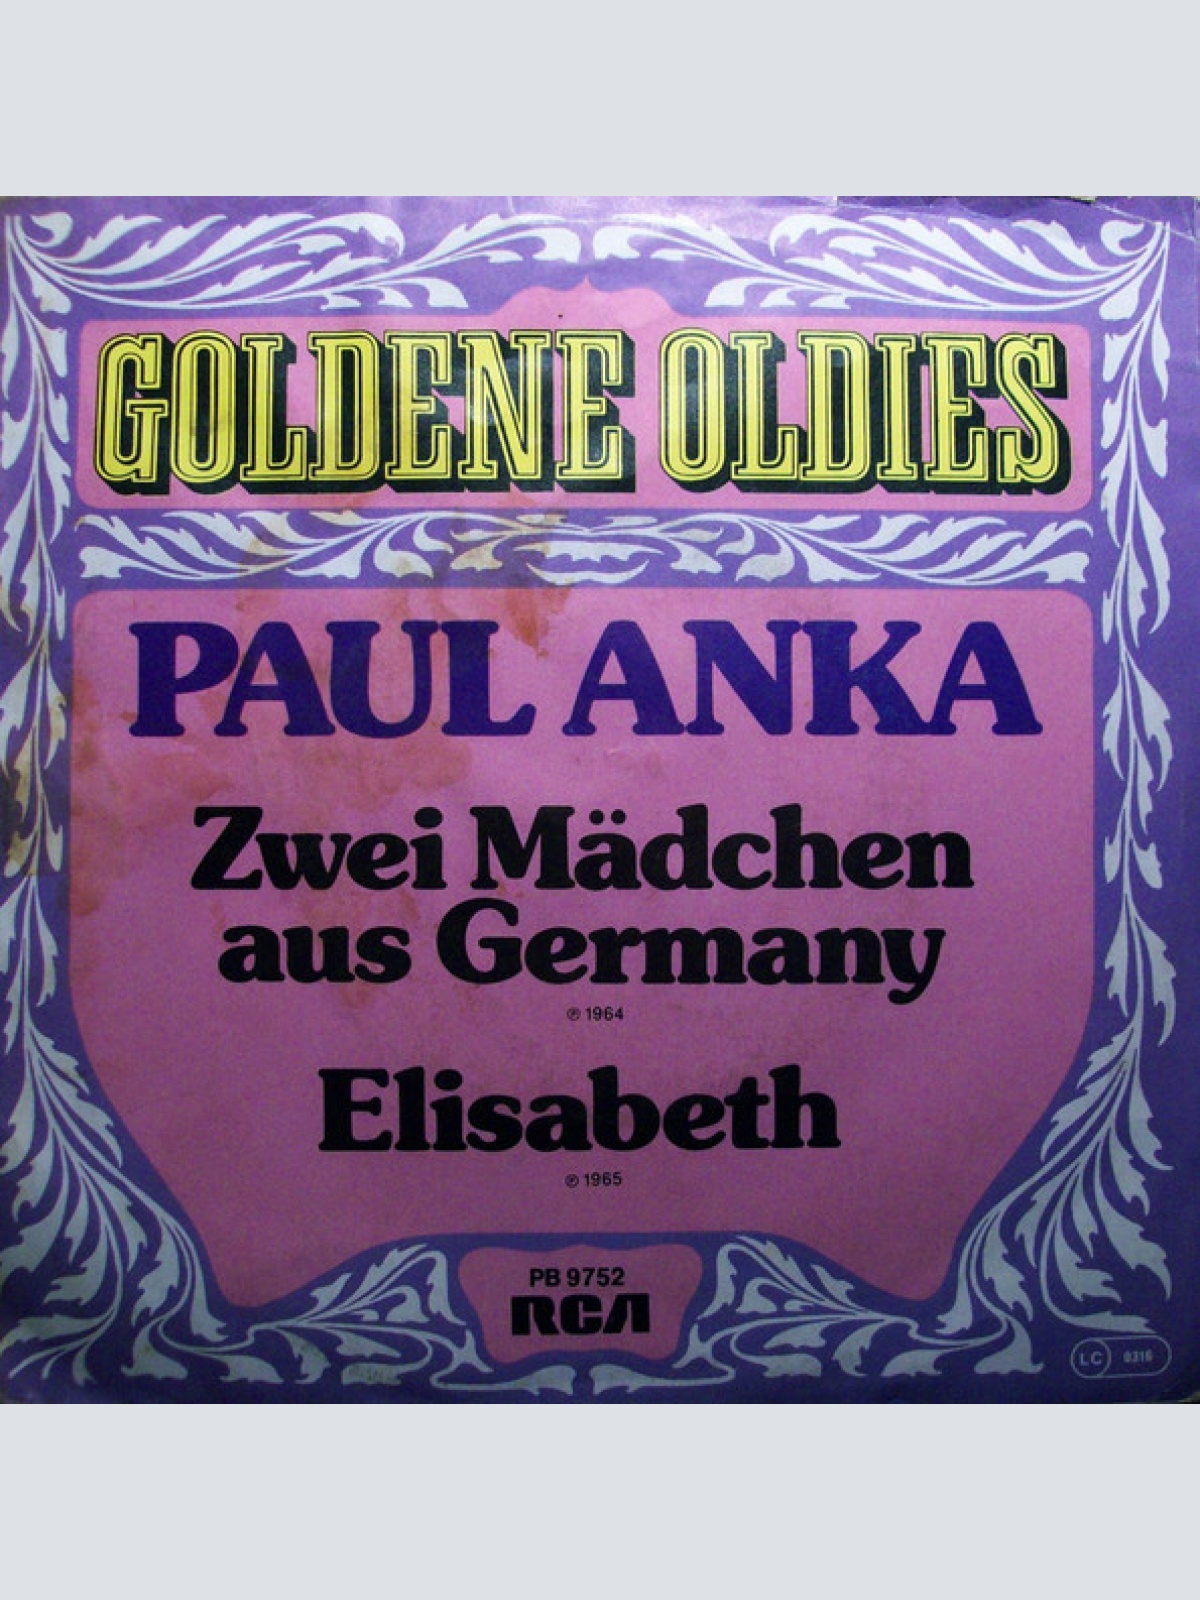 GOLDENE OLDIES
PAUL ANKA
Zwei Mädchen
aus Germany
℗ 1964
Elisabeth
℗ 1965
PB 9752
RCA
LC 0316